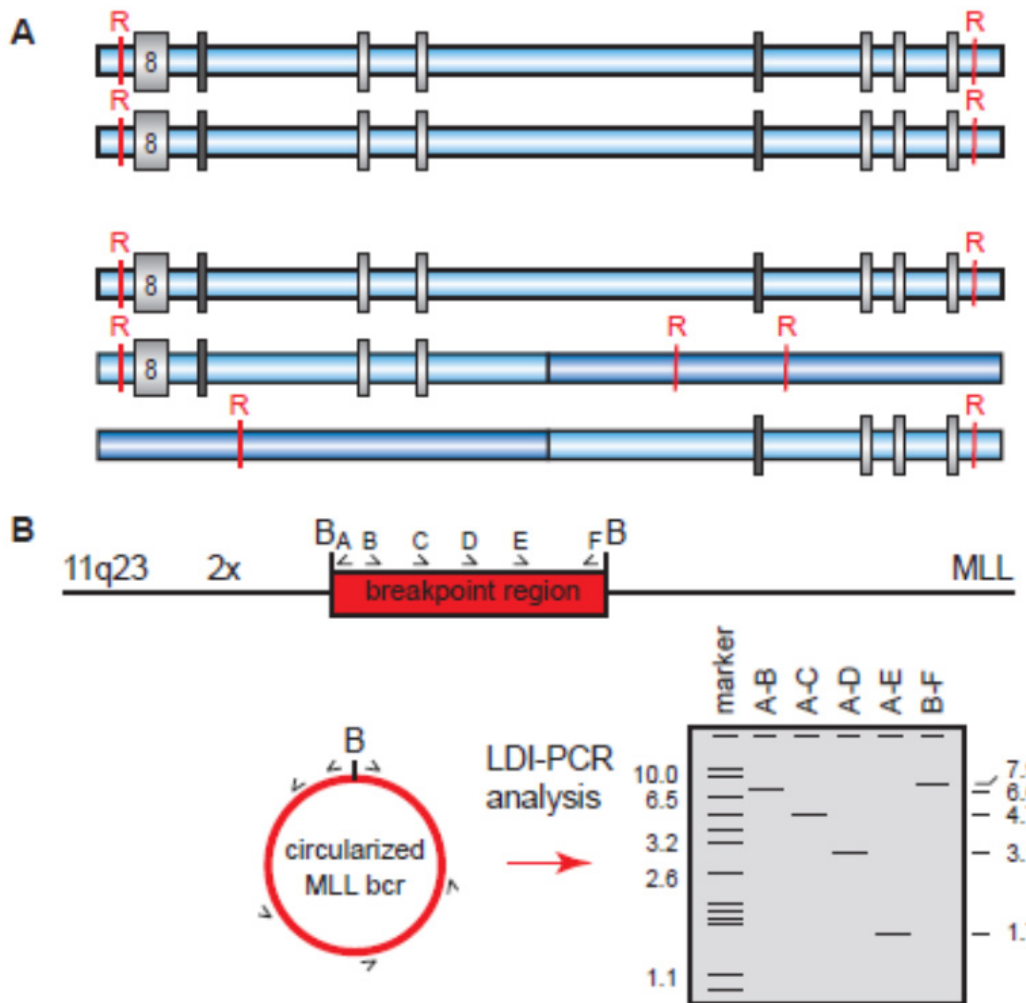 A
R R
8
R R
8
R R
8
R R R
8
R R
B
B A B C D E F B
11q23 2x MLL
breakpoint region
B
circularized
MLL bcr
LDI-PCR
analysis
marker A-B A-C A-D A-E B-F
10.0
6.5
3.2
2.6
1.1